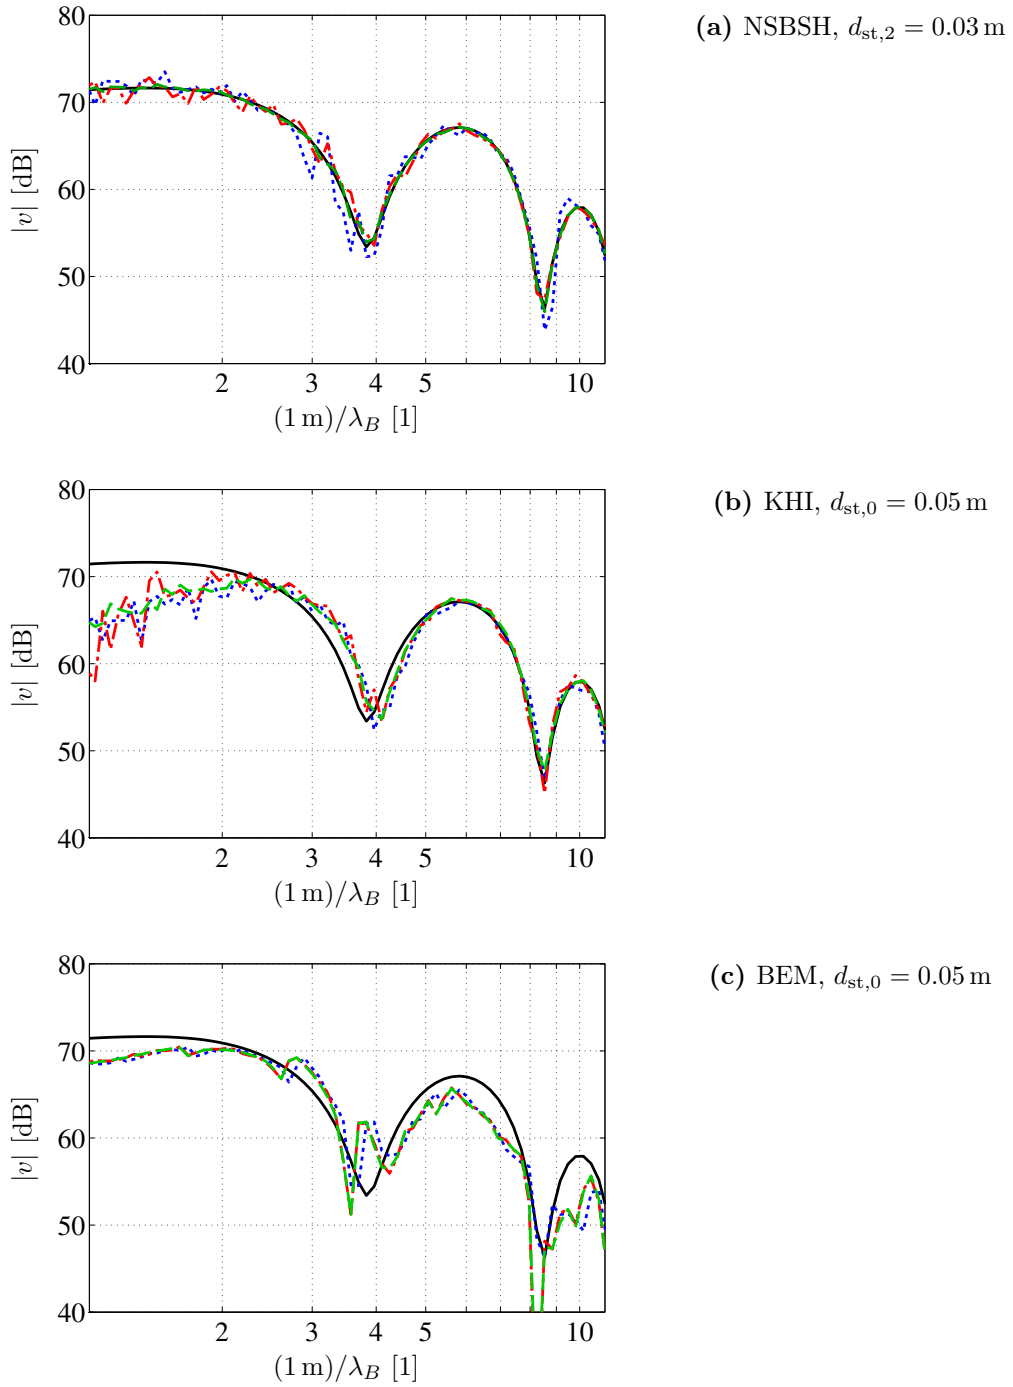 80
70
60
50
40
|v| [dB]
2 3 4 5 10
(1 m)/λ_B [1]
(a) NSBSH, d_st,2 = 0.03 m
80
70
60
50
40
|v| [dB]
2 3 4 5 10
(1 m)/λ_B [1]
(b) KHI, d_st,0 = 0.05 m
80
70
60
50
40
|v| [dB]
2 3 4 5 10
(1 m)/λ_B [1]
(c) BEM, d_st,0 = 0.05 m